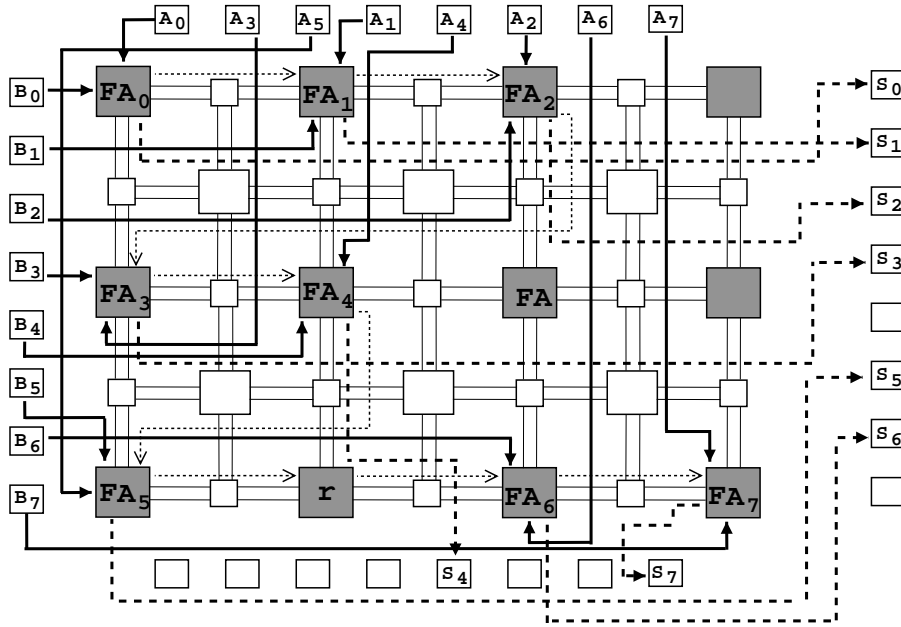 A₀ A₃ A₅ A₁ A₄ A₂ A₆ A₇
B₀ FA₀ FA₁ FA₂ S₀
B₁ S₁
B₂ S₂
B₃ FA₃ FA₄ FA S₃
B₄
B₅ S₅
B₆ S₆
B₇ FA₅ r FA₆ FA₇
S₄ S₇